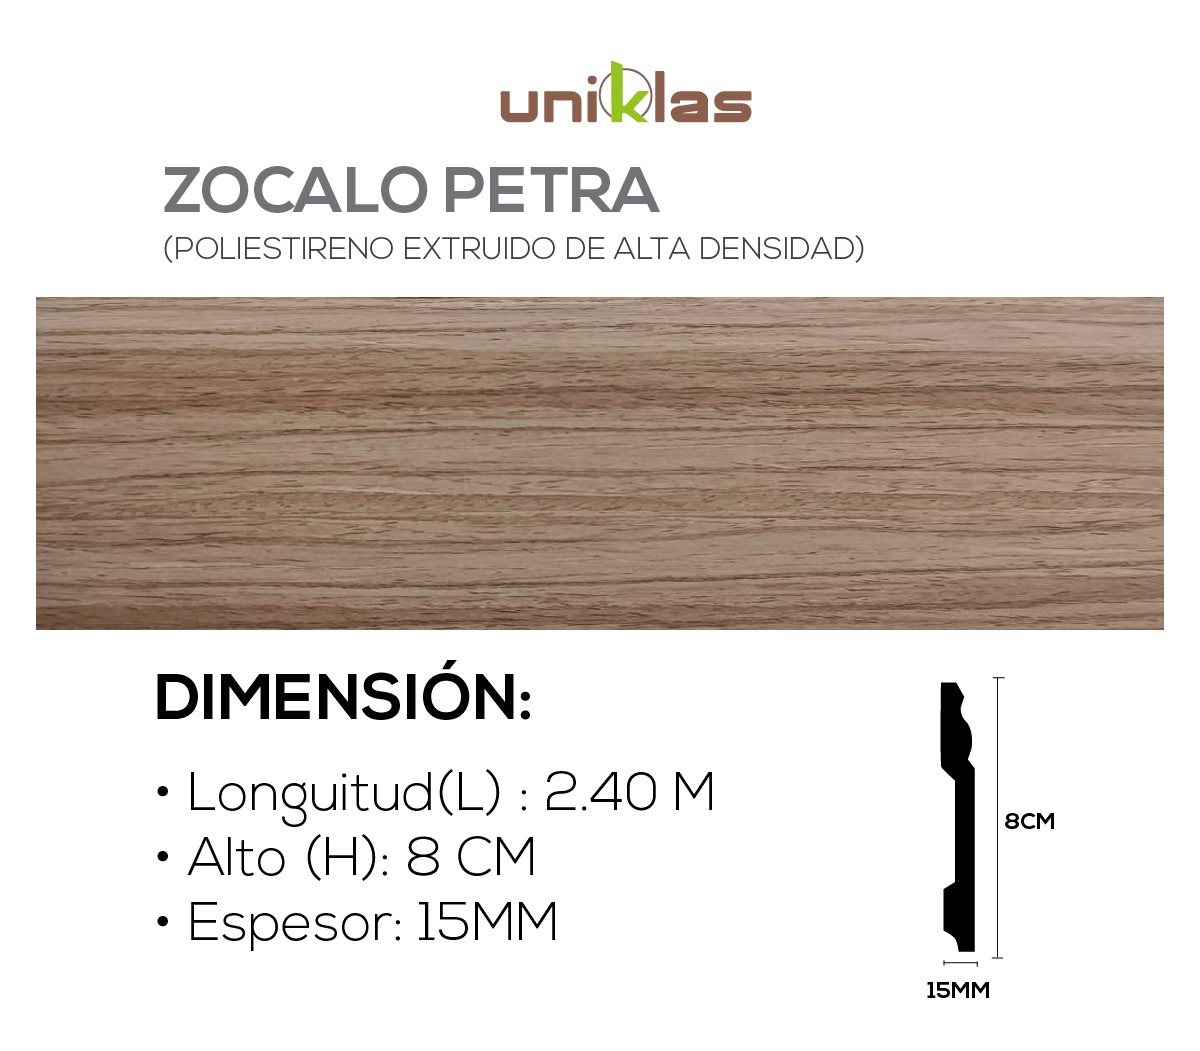 uniklas
ZOCALO PETRA
(POLIESTIRENO EXTRUIDO DE ALTA DENSIDAD)
DIMENSIÓN:
• Longuitud(L) : 2.40 M
• Alto (H): 8 CM
• Espesor: 15MM
8CM
15MM